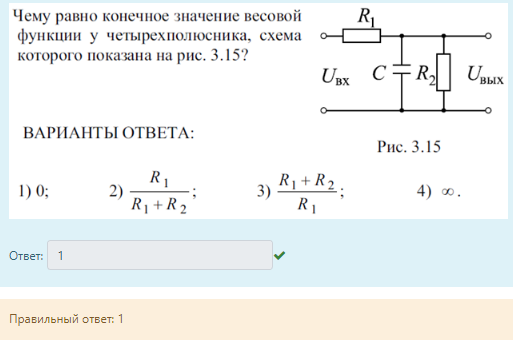 Чему равно конечное значение весовой
функции у четырехполюсника, схема
которого показана на рис. 3.15?
R₁
Uвх
C
R₂
Uвых
Рис. 3.15
ВАРИАНТЫ ОТВЕТА:
1) 0; 2) R₁ / (R₁ + R₂); 3) (R₁ + R₂) / R₁; 4) ∞.
Ответ: 1
Правильный ответ: 1